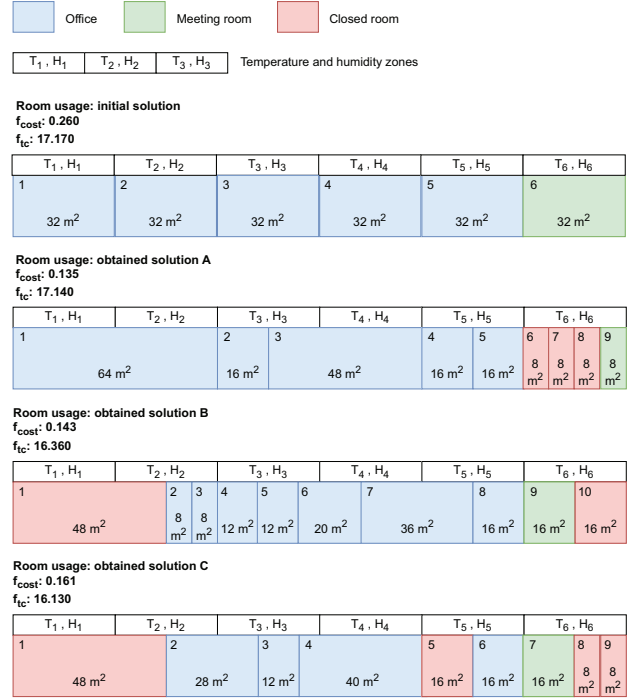 Office Meeting room Closed room
T1 , H1 T2 , H2 T3 , H3 Temperature and humidity zones
Room usage: initial solution
fcost: 0.260
ftc: 17.170
T1 , H1 T2 , H2 T3 , H3 T4 , H4 T5 , H5 T6 , H6
1 2 3 4 5 6
32 m2 32 m2 32 m2 32 m2 32 m2 32 m2
Room usage: obtained solution A
fcost: 0.135
ftc: 17.140
T1 , H1 T2 , H2 T3 , H3 T4 , H4 T5 , H5 T6 , H6
1 2 3 4 5 6 7 8 9
64 m2 16 m2 48 m2 16 m2 16 m2 8 m2 8 m2 8 m2 8 m2
Room usage: obtained solution B
fcost: 0.143
ftc: 16.360
T1 , H1 T2 , H2 T3 , H3 T4 , H4 T5 , H5 T6 , H6
1 2 3 4 5 6 7 8 9 10
48 m2 8 m2 8 m2 12 m2 12 m2 20 m2 36 m2 16 m2 16 m2 16 m2
Room usage: obtained solution C
fcost: 0.161
ftc: 16.130
T1 , H1 T2 , H2 T3 , H3 T4 , H4 T5 , H5 T6 , H6
1 2 3 4 5 6 7 8 9
48 m2 28 m2 12 m2 40 m2 16 m2 16 m2 16 m2 8 m2 8 m2